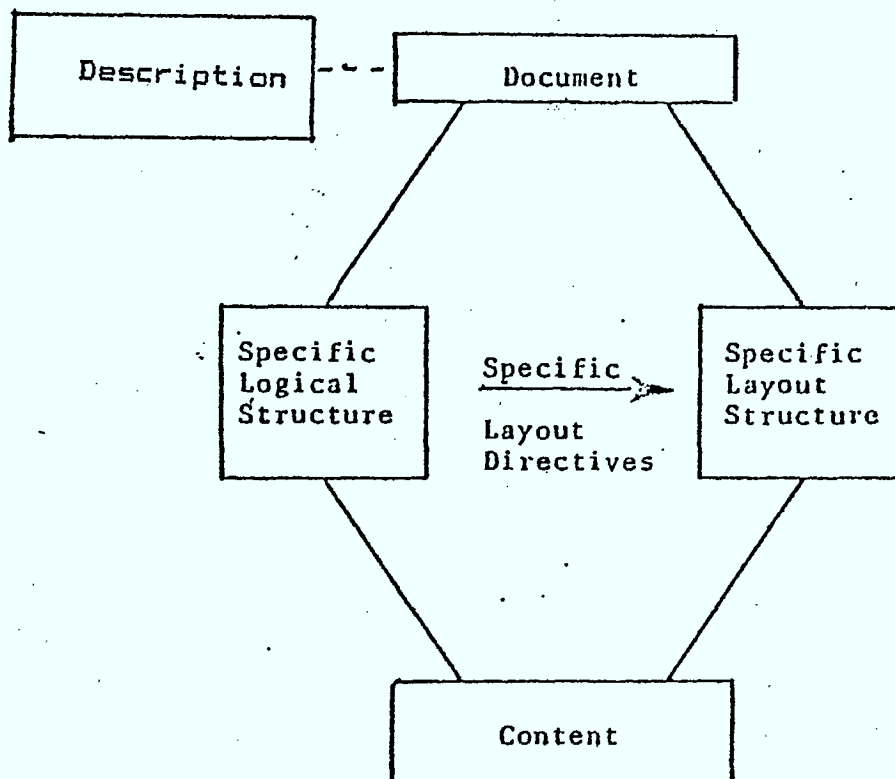 Description
Document
Specific
Logical
Structure
Specific
Layout
Directives
Specific
Layout
Structure
Content